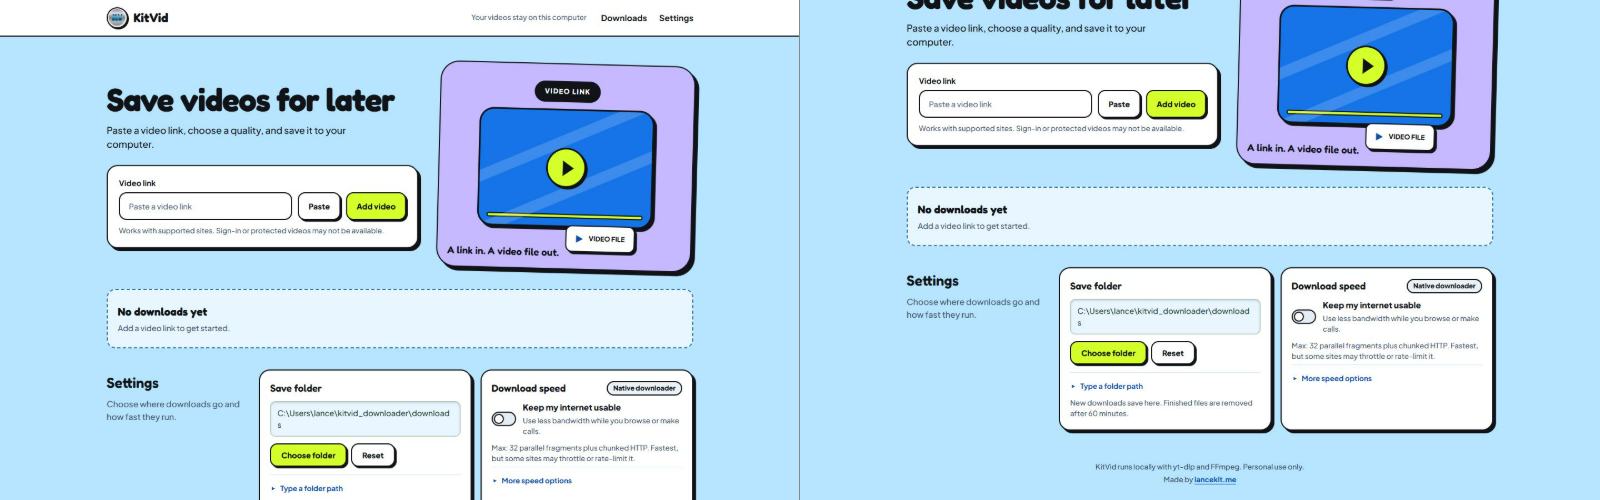 KitVid
Your videos stay on this computer
Downloads
Settings
Save videos for later
Paste a video link, choose a quality, and save it to your
computer.
Video link
Paste a video link
Paste
Add video
Works with supported sites. Sign-in or protected videos may not be available.
VIDEO LINK
VIDEO FILE
A link in. A video file out.
No downloads yet
Add a video link to get started.
Settings
Choose where downloads go and
how fast they run.
Save folder
C:\Users\lance\kitvid_downloader\download
s
Choose folder
Reset
Type a folder path
Download speed
Native downloader
Keep my internet usable
Use less bandwidth while you browse or make
calls.
Max: 32 parallel fragments plus chunked HTTP. Fastest,
but some sites may throttle or rate-limit it.
More speed options
Save videos for later
Paste a video link, choose a quality, and save it to your
computer.
Video link
Paste a video link
Paste
Add video
Works with supported sites. Sign-in or protected videos may not be available.
VIDEO FILE
A link in. A video file out.
No downloads yet
Add a video link to get started.
Settings
Choose where downloads go and
how fast they run.
Save folder
C:\Users\lance\kitvid_downloader\download
s
Choose folder
Reset
Type a folder path
New downloads save here. Finished files are removed
after 60 minutes.
Download speed
Native downloader
Keep my internet usable
Use less bandwidth while you browse or make
calls.
Max: 32 parallel fragments plus chunked HTTP. Fastest,
but some sites may throttle or rate-limit it.
More speed options
KitVid runs locally with yt-dlp and FFmpeg. Personal use only.
Made by lancekit.me